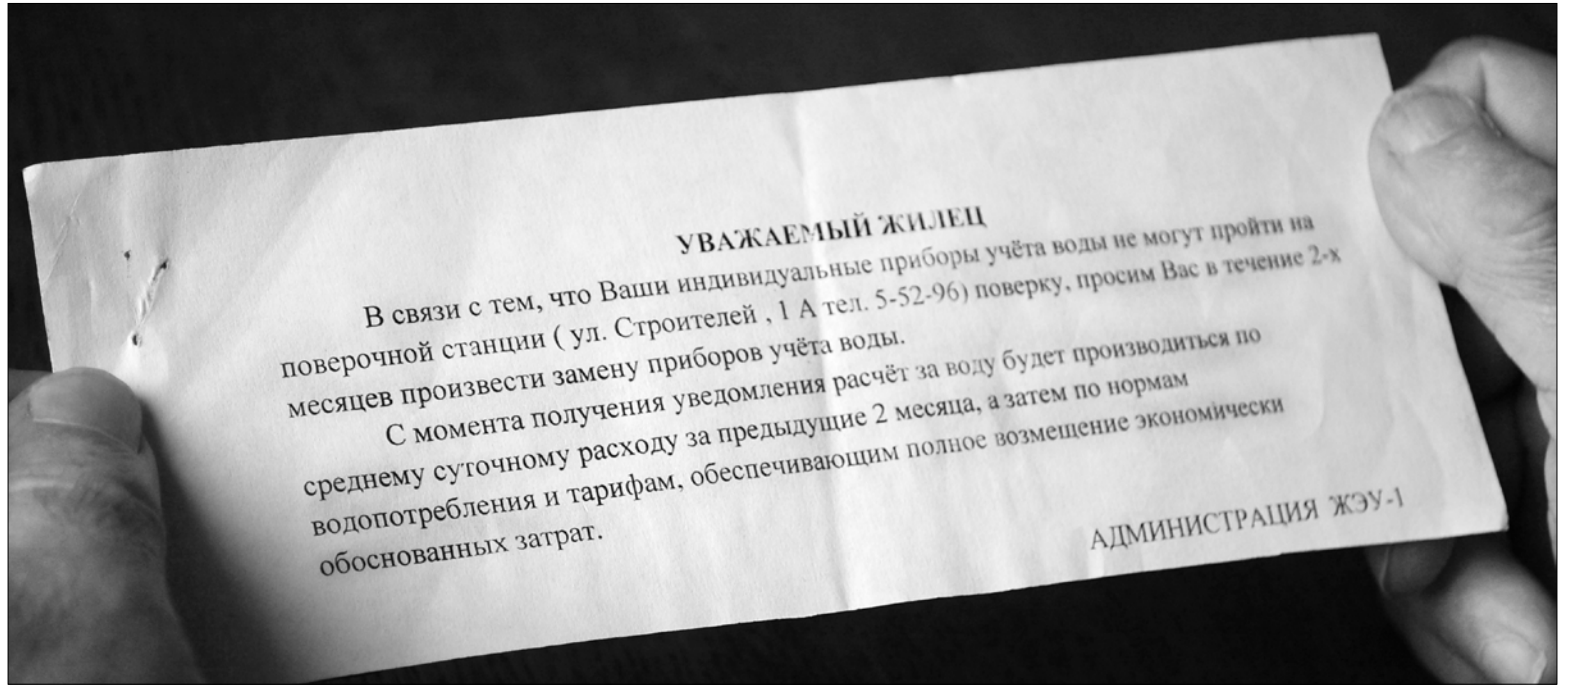 УВАЖАЕМЫЙ ЖИЛЕЦ
В связи с тем, что Ваши индивидуальные приборы учёта воды не могут пройти на
поверочной станции ( ул. Строителей , 1 А тел. 5-52-96) поверку, просим Вас в течение 2-х
месяцев произвести замену приборов учёта воды.
С момента получения уведомления расчёт за воду будет производиться по
среднему суточному расходу за предыдущие 2 месяца, а затем по нормам
водопотребления и тарифам, обеспечивающим полное возмещение экономически
обоснованных затрат.
АДМИНИСТРАЦИЯ ЖЭУ-1